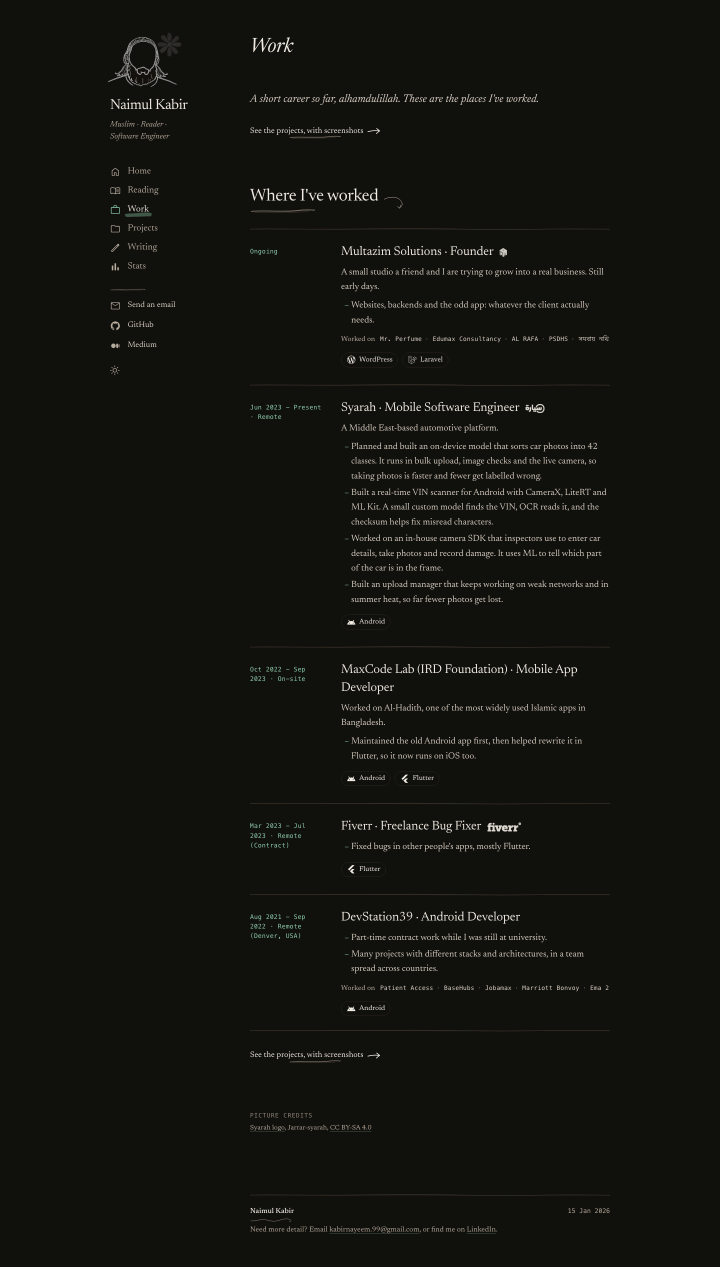 Naimul Kabir
Muslim · Reader ·
Software Engineer
Home
Reading
Work
Projects
Writing
Stats
Send an email
GitHub
Medium
Work
A short career so far, alhamdulillah. These are the places I've worked.
See the projects, with screenshots
Where I've worked
Ongoing
Multazim Solutions · Founder
A small studio a friend and I are trying to grow into a real business. Still
early days.
– Websites, backends and the odd app: whatever the client actually
needs.
Worked on Mr. Perfume · Edumax Consultancy · AL RAFA · PSDHS ·
WordPress
Laravel
Jun 2023 – Present
· Remote
Syarah · Mobile Software Engineer سيارة
A Middle East-based automotive platform.
– Planned and built an on-device model that sorts car photos into 42
classes. It runs in bulk upload, image checks and the live camera, so
taking photos is faster and fewer get labelled wrong.
– Built a real-time VIN scanner for Android with CameraX, LiteRT and
ML Kit. A small custom model finds the VIN, OCR reads it, and the
checksum helps fix misread characters.
– Worked on an in-house camera SDK that inspectors use to enter car
details, take photos and record damage. It uses ML to tell which part
of the car is in the frame.
– Built an upload manager that keeps working on weak networks and in
summer heat, so far fewer photos get lost.
Android
Oct 2022 – Sep
2023 · On-site
MaxCode Lab (IRD Foundation) · Mobile App
Developer
Worked on Al-Hadith, one of the most widely used Islamic apps in
Bangladesh.
– Maintained the old Android app first, then helped rewrite it in
Flutter, so it now runs on iOS too.
Android
Flutter
Mar 2023 – Jul
2023 · Remote
(Contract)
Fiverr · Freelance Bug Fixer fiverr
– Fixed bugs in other people's apps, mostly Flutter.
Flutter
Aug 2021 – Sep
2022 · Remote
(Denver, USA)
DevStation39 · Android Developer
– Part-time contract work while I was still at university.
– Many projects with different stacks and architectures, in a team
spread across countries.
Worked on Patient Access · BaseHubs · Jobamax · Marriott Bonvoy · Ema 2
Android
See the projects, with screenshots
PICTURE CREDITS
Syarah logo, Jarrar-syarah, CC BY-SA 4.0
Naimul Kabir
15 Jan 2026
Need more detail? Email kabirnayeem.99@gmail.com, or find me on LinkedIn.